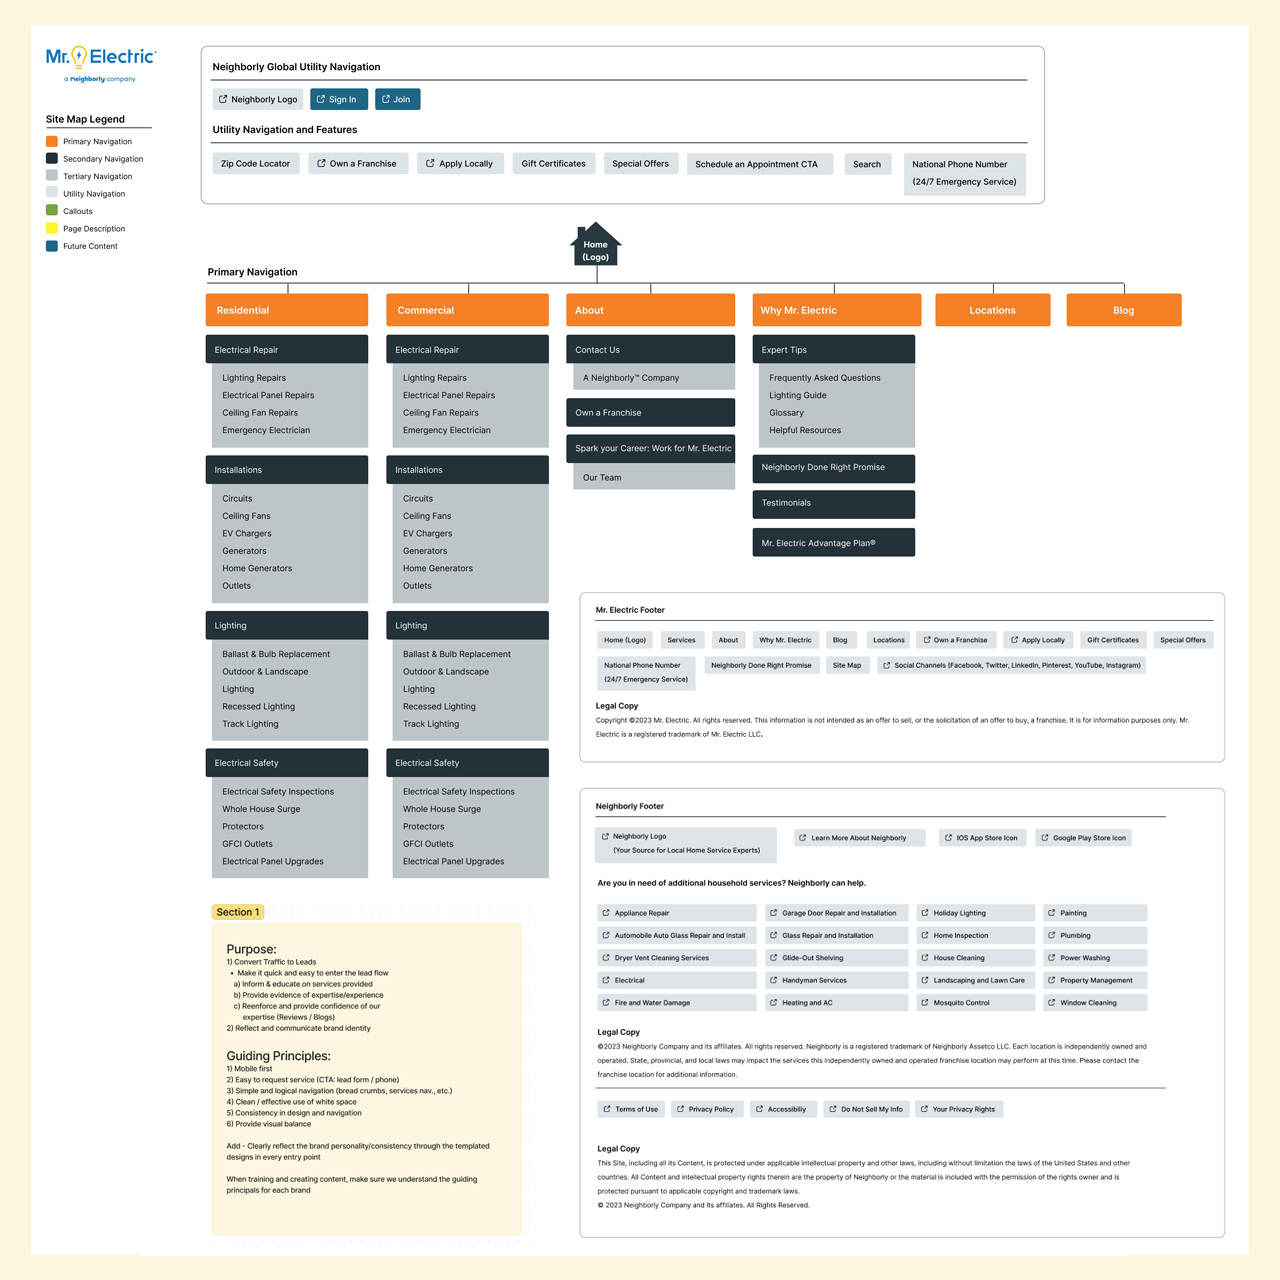 Mr. Electric
a neighborly company
Site Map Legend
Primary Navigation
Secondary Navigation
Tertiary Navigation
Utility Navigation
Callouts
Page Description
Future Content
Neighborly Global Utility Navigation
Neighborly Logo
Sign In
Join
Utility Navigation and Features
Zip Code Locator
Own a Franchise
Apply Locally
Gift Certificates
Special Offers
Schedule an Appointment CTA
Search
National Phone Number
(24/7 Emergency Service)
Home
(Logo)
Primary Navigation
Residential
Electrical Repair
Lighting Repairs
Electrical Panel Repairs
Ceiling Fan Repairs
Emergency Electrician
Installations
Circuits
Ceiling Fans
EV Chargers
Generators
Home Generators
Outlets
Lighting
Ballast & Bulb Replacement
Outdoor & Landscape
Lighting
Recessed Lighting
Track Lighting
Electrical Safety
Electrical Safety Inspections
Whole House Surge
Protectors
GFCI Outlets
Electrical Panel Upgrades
Commercial
Electrical Repair
Lighting Repairs
Electrical Panel Repairs
Ceiling Fan Repairs
Emergency Electrician
Installations
Circuits
Ceiling Fans
EV Chargers
Generators
Home Generators
Outlets
Lighting
Ballast & Bulb Replacement
Outdoor & Landscape
Lighting
Recessed Lighting
Track Lighting
Electrical Safety
Electrical Safety Inspections
Whole House Surge
Protectors
GFCI Outlets
Electrical Panel Upgrades
About
Contact Us
A Neighborly™ Company
Own a Franchise
Spark your Career: Work for Mr. Electric
Our Team
Why Mr. Electric
Expert Tips
Frequently Asked Questions
Lighting Guide
Glossary
Helpful Resources
Neighborly Done Right Promise
Testimonials
Mr. Electric Advantage Plan®
Locations
Blog
Mr. Electric Footer
Home (Logo)
Services
About
Why Mr. Electric
Blog
Locations
Own a Franchise
Apply Locally
Gift Certificates
Special Offers
National Phone Number
(24/7 Emergency Service)
Neighborly Done Right Promise
Site Map
Social Channels (Facebook, Twitter, LinkedIn, Pinterest, YouTube, Instagram)
Legal Copy
Copyright ©2023 Mr. Electric. All rights reserved. This information is not intended as an offer to sell, or the solicitation of an offer to buy, a franchise. It is for information purposes only. Mr.
Electric is a registered trademark of Mr. Electric LLC.
Neighborly Footer
Neighborly Logo
(Your Source for Local Home Service Experts)
Learn More About Neighborly
IOS App Store Icon
Google Play Store Icon
Are you in need of additional household services? Neighborly can help.
Appliance Repair
Garage Door Repair and Installation
Holiday Lighting
Painting
Automobile Auto Glass Repair and Install
Glass Repair and Installation
Home Inspection
Plumbing
Dryer Vent Cleaning Services
Glide-Out Shelving
House Cleaning
Power Washing
Electrical
Handyman Services
Landscaping and Lawn Care
Property Management
Fire and Water Damage
Heating and AC
Mosquito Control
Window Cleaning
Legal Copy
©2023 Neighborly Company and its affiliates. All rights reserved. Neighborly is a registered trademark of Neighborly Assetco LLC. Each location is independently owned and
operated. State, provincial, and local laws may impact the services this independently owned and operated franchise location may perform at this time. Please contact the
franchise location for additional information.
Terms of Use
Privacy Policy
Accessibiliy
Do Not Sell My Info
Your Privacy Rights
Legal Copy
This Site, including all its Content, is protected under applicable intellectual property and other laws, including without limitation the laws of the United States and other
countries. All Content and intellectual property rights therein are the property of Neighborly or the material is included with the permission of the rights owner and is
protected pursuant to applicable copyright and trademark laws.
© 2023 Neighborly Company and its affiliates. All Rights Reserved.
Section 1
Purpose:
1) Convert Traffic to Leads
• Make it quick and easy to enter the lead flow
a) Inform & educate on services provided
b) Provide evidence of expertise/experience
c) Reenforce and provide confidence of our
expertise (Reviews / Blogs)
2) Reflect and communicate brand identity
Guiding Principles:
1) Mobile first
2) Easy to request service (CTA: lead form / phone)
3) Simple and logical navigation (bread crumbs, services nav., etc.)
4) Clean / effective use of white space
5) Consistency in design and navigation
6) Provide visual balance
Add - Clearly reflect the brand personality/consistency through the templated
designs in every entry point
When training and creating content, make sure we understand the guiding
principals for each brand